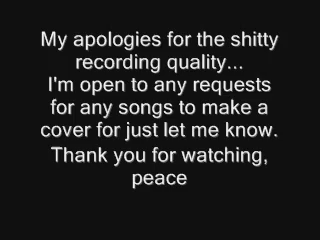 My apologies for the shitty
recording quality...
I'm open to any requests
for any songs to make a
cover for just let me know.
Thank you for watching,
peace